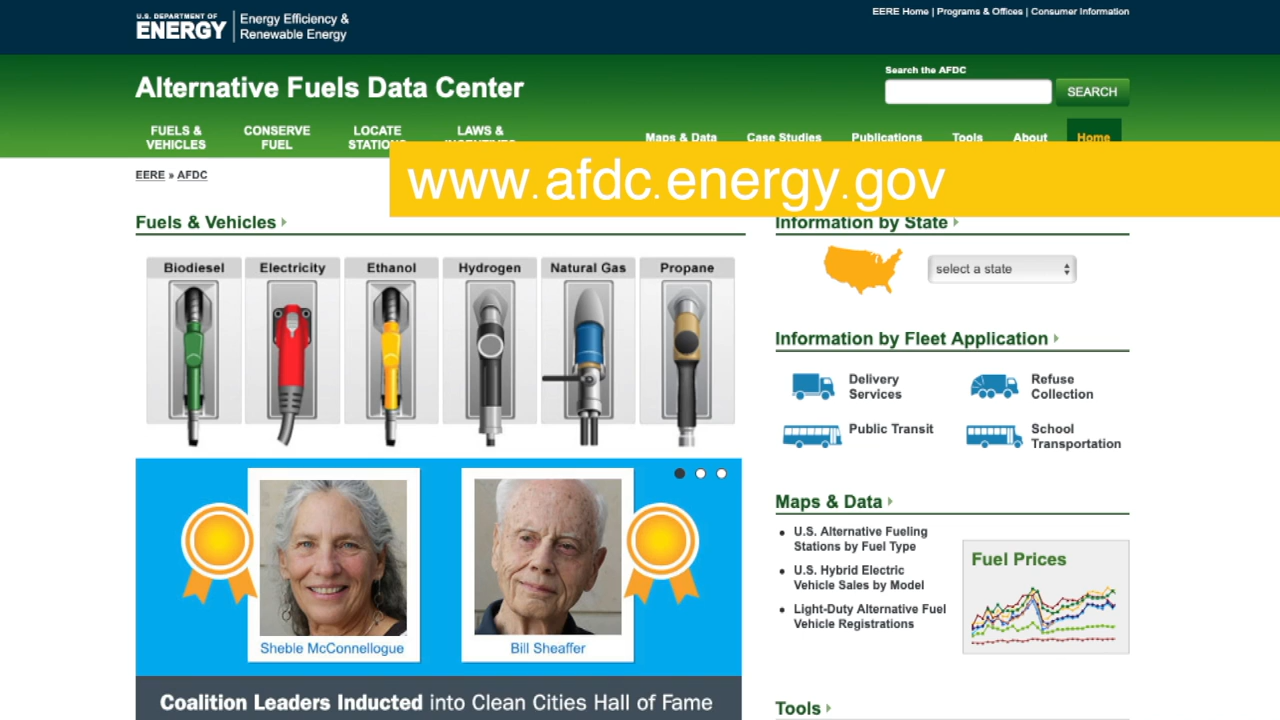 U.S. DEPARTMENT OF
ENERGY
Energy Efficiency &
Renewable Energy
EERE Home | Programs & Offices | Consumer Information
Alternative Fuels Data Center
Search the AFDC
SEARCH
FUELS &
VEHICLES
CONSERVE
FUEL
LOCATE
STATIONS
LAWS &
Maps & Data
Case Studies
Publications
Tools
About
Home
www.afdc.energy.gov
EERE » AFDC
Fuels & Vehicles
Biodiesel
Electricity
Ethanol
Hydrogen
Natural Gas
Propane
Sheble McConnellogue
Bill Sheaffer
Coalition Leaders Inducted into Clean Cities Hall of Fame
Information by State
select a state
Information by Fleet Application
Delivery
Services
Refuse
Collection
Public Transit
School
Transportation
Maps & Data
U.S. Alternative Fueling
Stations by Fuel Type
U.S. Hybrid Electric
Vehicle Sales by Model
Light-Duty Alternative Fuel
Vehicle Registrations
Fuel Prices
Tools